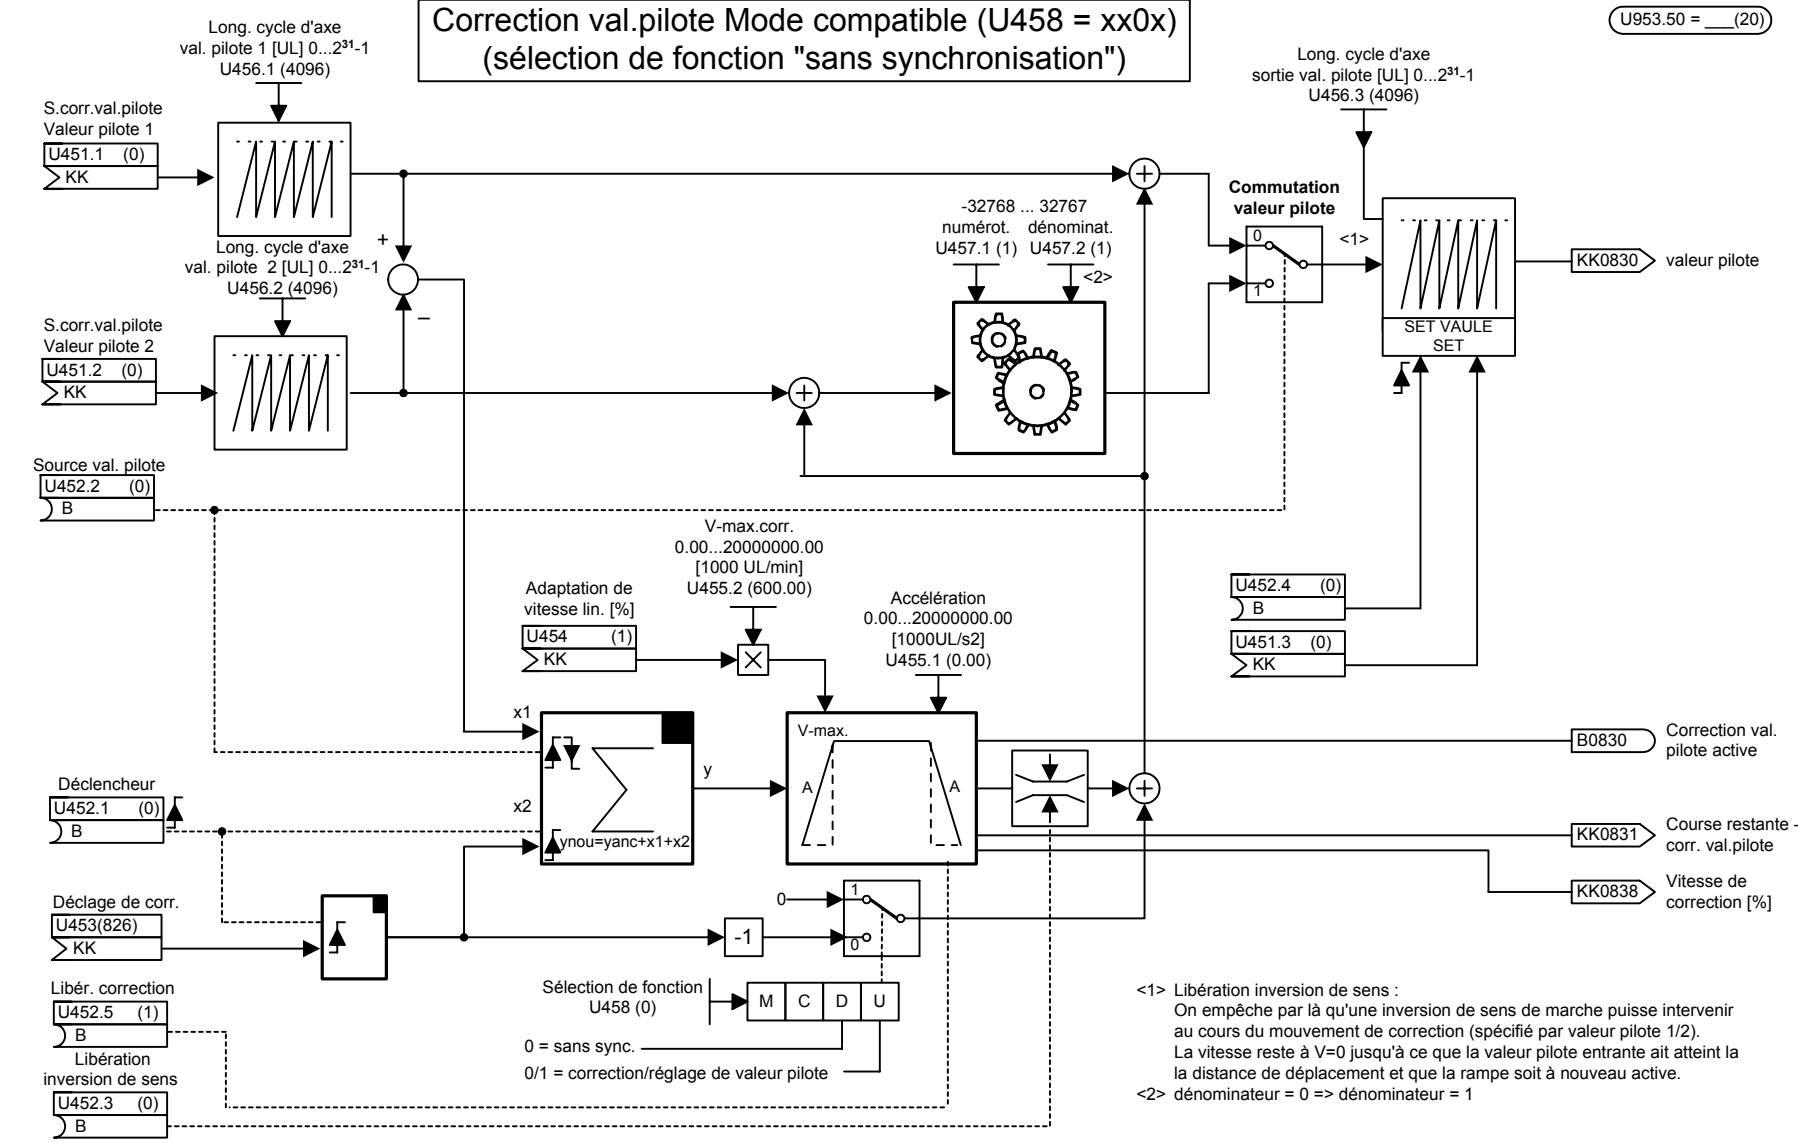 Correction val.pilote Mode compatible (U458 = xx0x)
(sélection de fonction "sans synchronisation")
U953.50 = ___(20)
Long. cycle d'axe
val. pilote 1 [UL] 0...2³¹-1
U456.1 (4096)
S.corr.val.pilote
Valeur pilote 1
U451.1 (0)
KK
Long. cycle d'axe
val. pilote 2 [UL] 0...2³¹-1
U456.2 (4096)
S.corr.val.pilote
Valeur pilote 2
U451.2 (0)
KK
+
–
+
+
-32768 ... 32767
numérot. dénominat.
U457.1 (1) U457.2 (1)
<2>
Commutation
valeur pilote
0
1
<1>
Long. cycle d'axe
sortie val. pilote [UL] 0...2³¹-1
U456.3 (4096)
SET VAULE
SET
KK0830 valeur pilote
Source val. pilote
U452.2 (0)
B
U452.4 (0)
B
U451.3 (0)
KK
V-max.corr.
0.00...20000000.00
[1000 UL/min]
U455.2 (600.00)
Adaptation de
vitesse lin. [%]
U454 (1)
KK
Accélération
0.00...20000000.00
[1000UL/s2]
U455.1 (0.00)
x1
x2
ynou=yanc+x1+x2
y
V-max.
A
A
+
B0830
Correction val.
pilote active
KK0831
Course restante -
corr. val.pilote
KK0838
Vitesse de
correction [%]
Déclencheur
U452.1 (0)
B
Déclage de corr.
U453(826)
KK
-1
0
1
0
Libér. correction
U452.5 (1)
B
Libération
inversion de sens
U452.3 (0)
B
Sélection de fonction
U458 (0)
M C D U
0 = sans sync.
0/1 = correction/réglage de valeur pilote
<1> Libération inversion de sens :
On empêche par là qu'une inversion de sens de marche puisse intervenir
au cours du mouvement de correction (spécifié par valeur pilote 1/2).
La vitesse reste à V=0 jusqu'à ce que la valeur pilote entrante ait atteint la
la distance de déplacement et que la rampe soit à nouveau active.
<2> dénominateur = 0 => dénominateur = 1